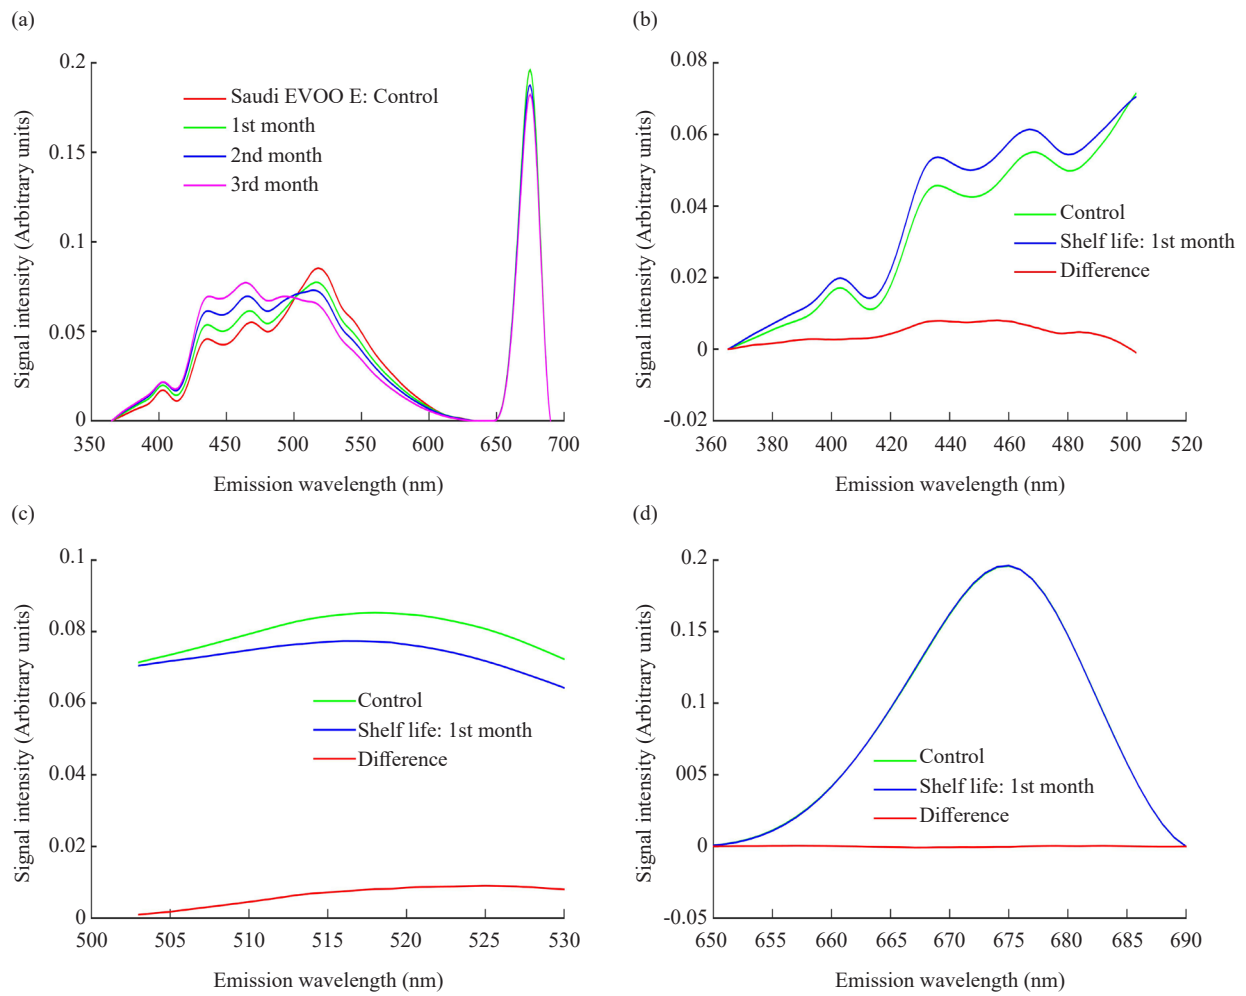 (a)
Signal intensity (Arbitrary units)
0.2
0.15
0.1
0.05
0
350 400 450 500 550 600 650 700
Emission wavelength (nm)
Saudi EVOO E: Control
1st month
2nd month
3rd month
(b)
Signal intensity (Arbitrary units)
0.08
0.06
0.04
0.02
0
-0.02
360 380 400 420 440 460 480 500 520
Emission wavelength (nm)
Control
Shelf life: 1st month
Difference
(c)
Signal intensity (Arbitrary units)
0.1
0.08
0.06
0.04
0.02
0
500 505 510 515 520 525 530
Emission wavelength (nm)
Control
Shelf life: 1st month
Difference
(d)
Signal intensity (Arbitrary units)
0.2
0.15
0.1
005
0
-0.05
650 655 660 665 670 675 680 685 690
Emission wavelength (nm)
Control
Shelf life: 1st month
Difference